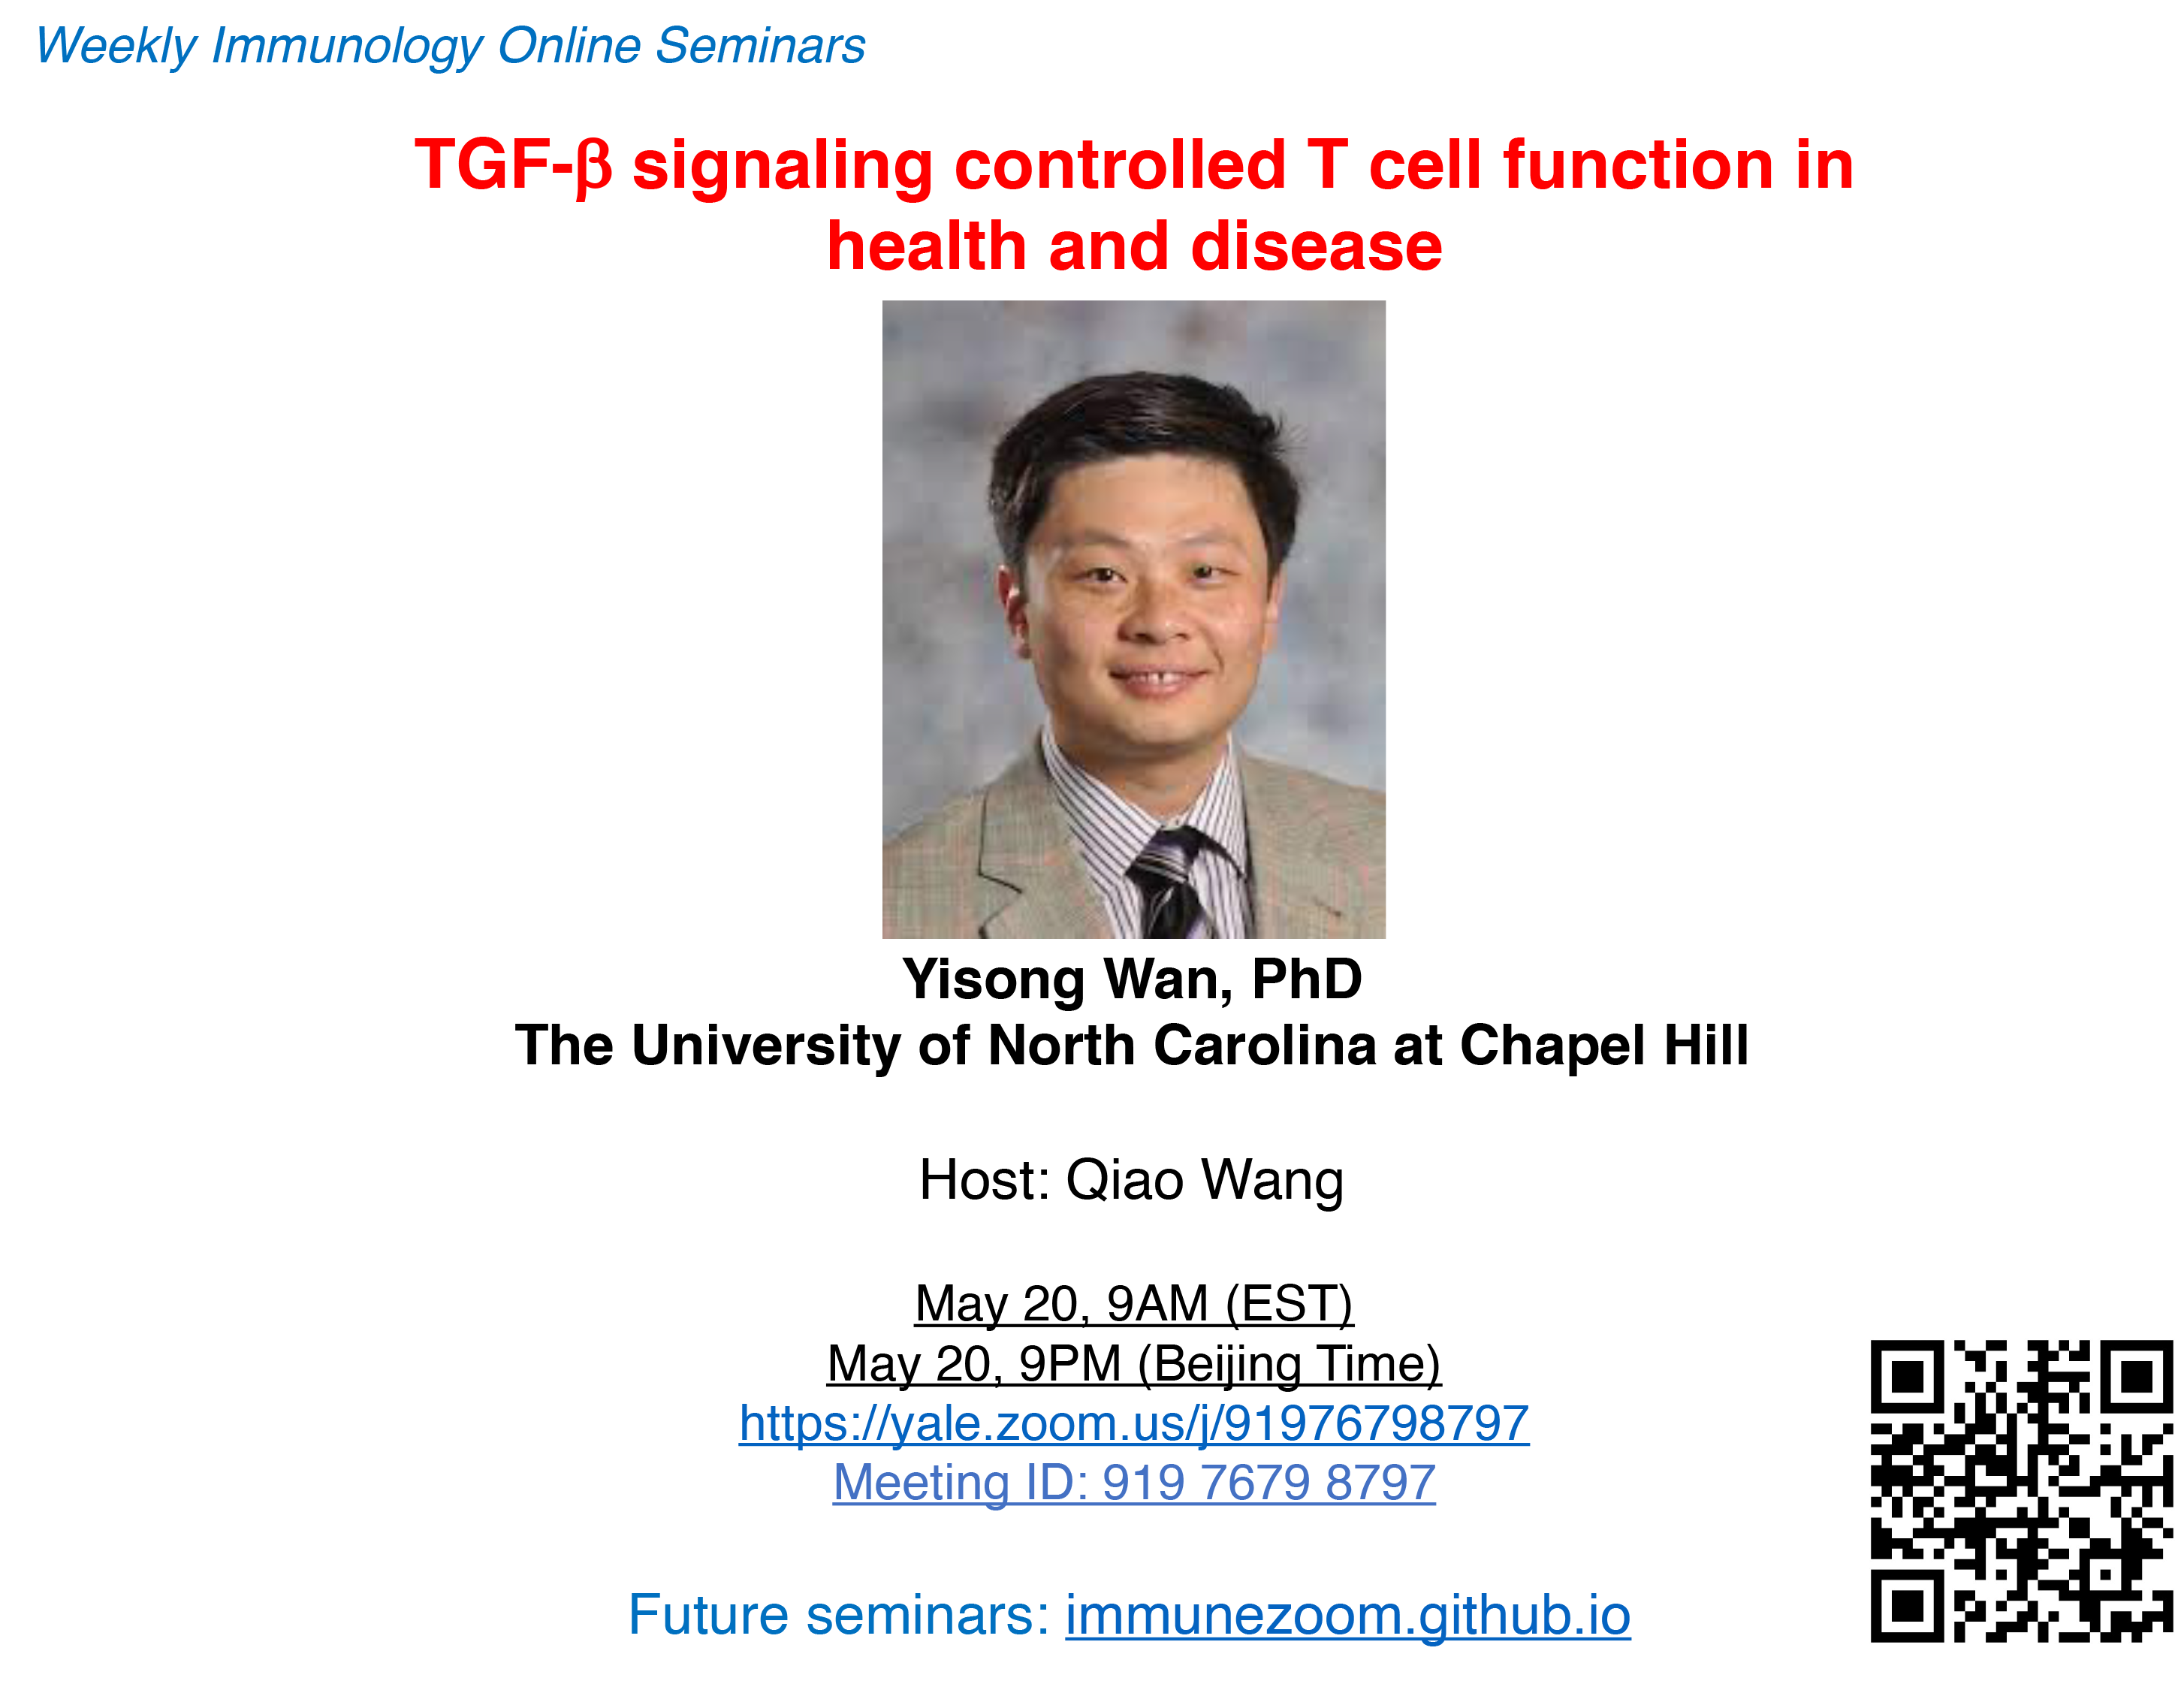 Weekly Immunology Online Seminars
TGF-β signaling controlled T cell function in
health and disease
Yisong Wan, PhD
The University of North Carolina at Chapel Hill
Host: Qiao Wang
May 20, 9AM (EST)
May 20, 9PM (Beijing Time)
https://yale.zoom.us/j/91976798797
Meeting ID: 919 7679 8797
Future seminars: immunezoom.github.io